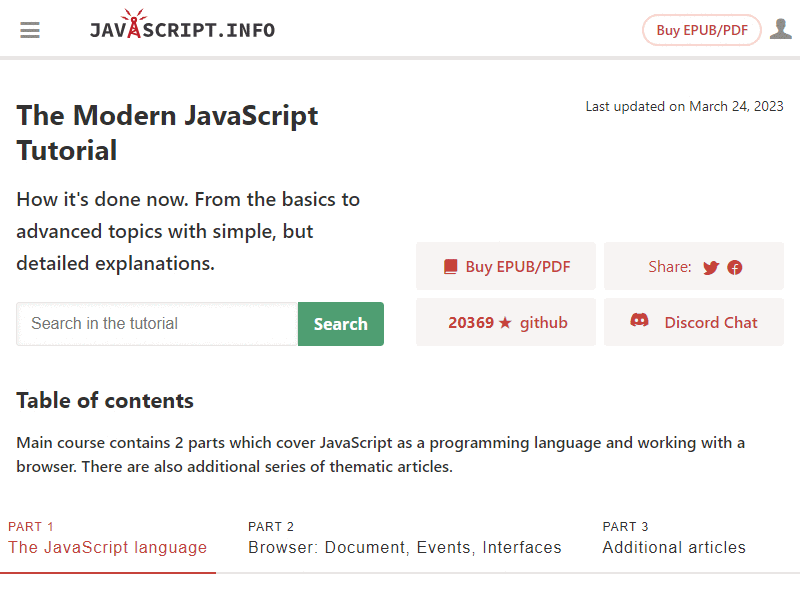 JAVASCRIPT.INFO
Buy EPUB/PDF
The Modern JavaScript
Tutorial
Last updated on March 24, 2023
How it's done now. From the basics to
advanced topics with simple, but
detailed explanations.
Buy EPUB/PDF
Share:
Search in the tutorial
Search
20369 ★ github
Discord Chat
Table of contents
Main course contains 2 parts which cover JavaScript as a programming language and working with a
browser. There are also additional series of thematic articles.
PART 1
The JavaScript language
PART 2
Browser: Document, Events, Interfaces
PART 3
Additional articles